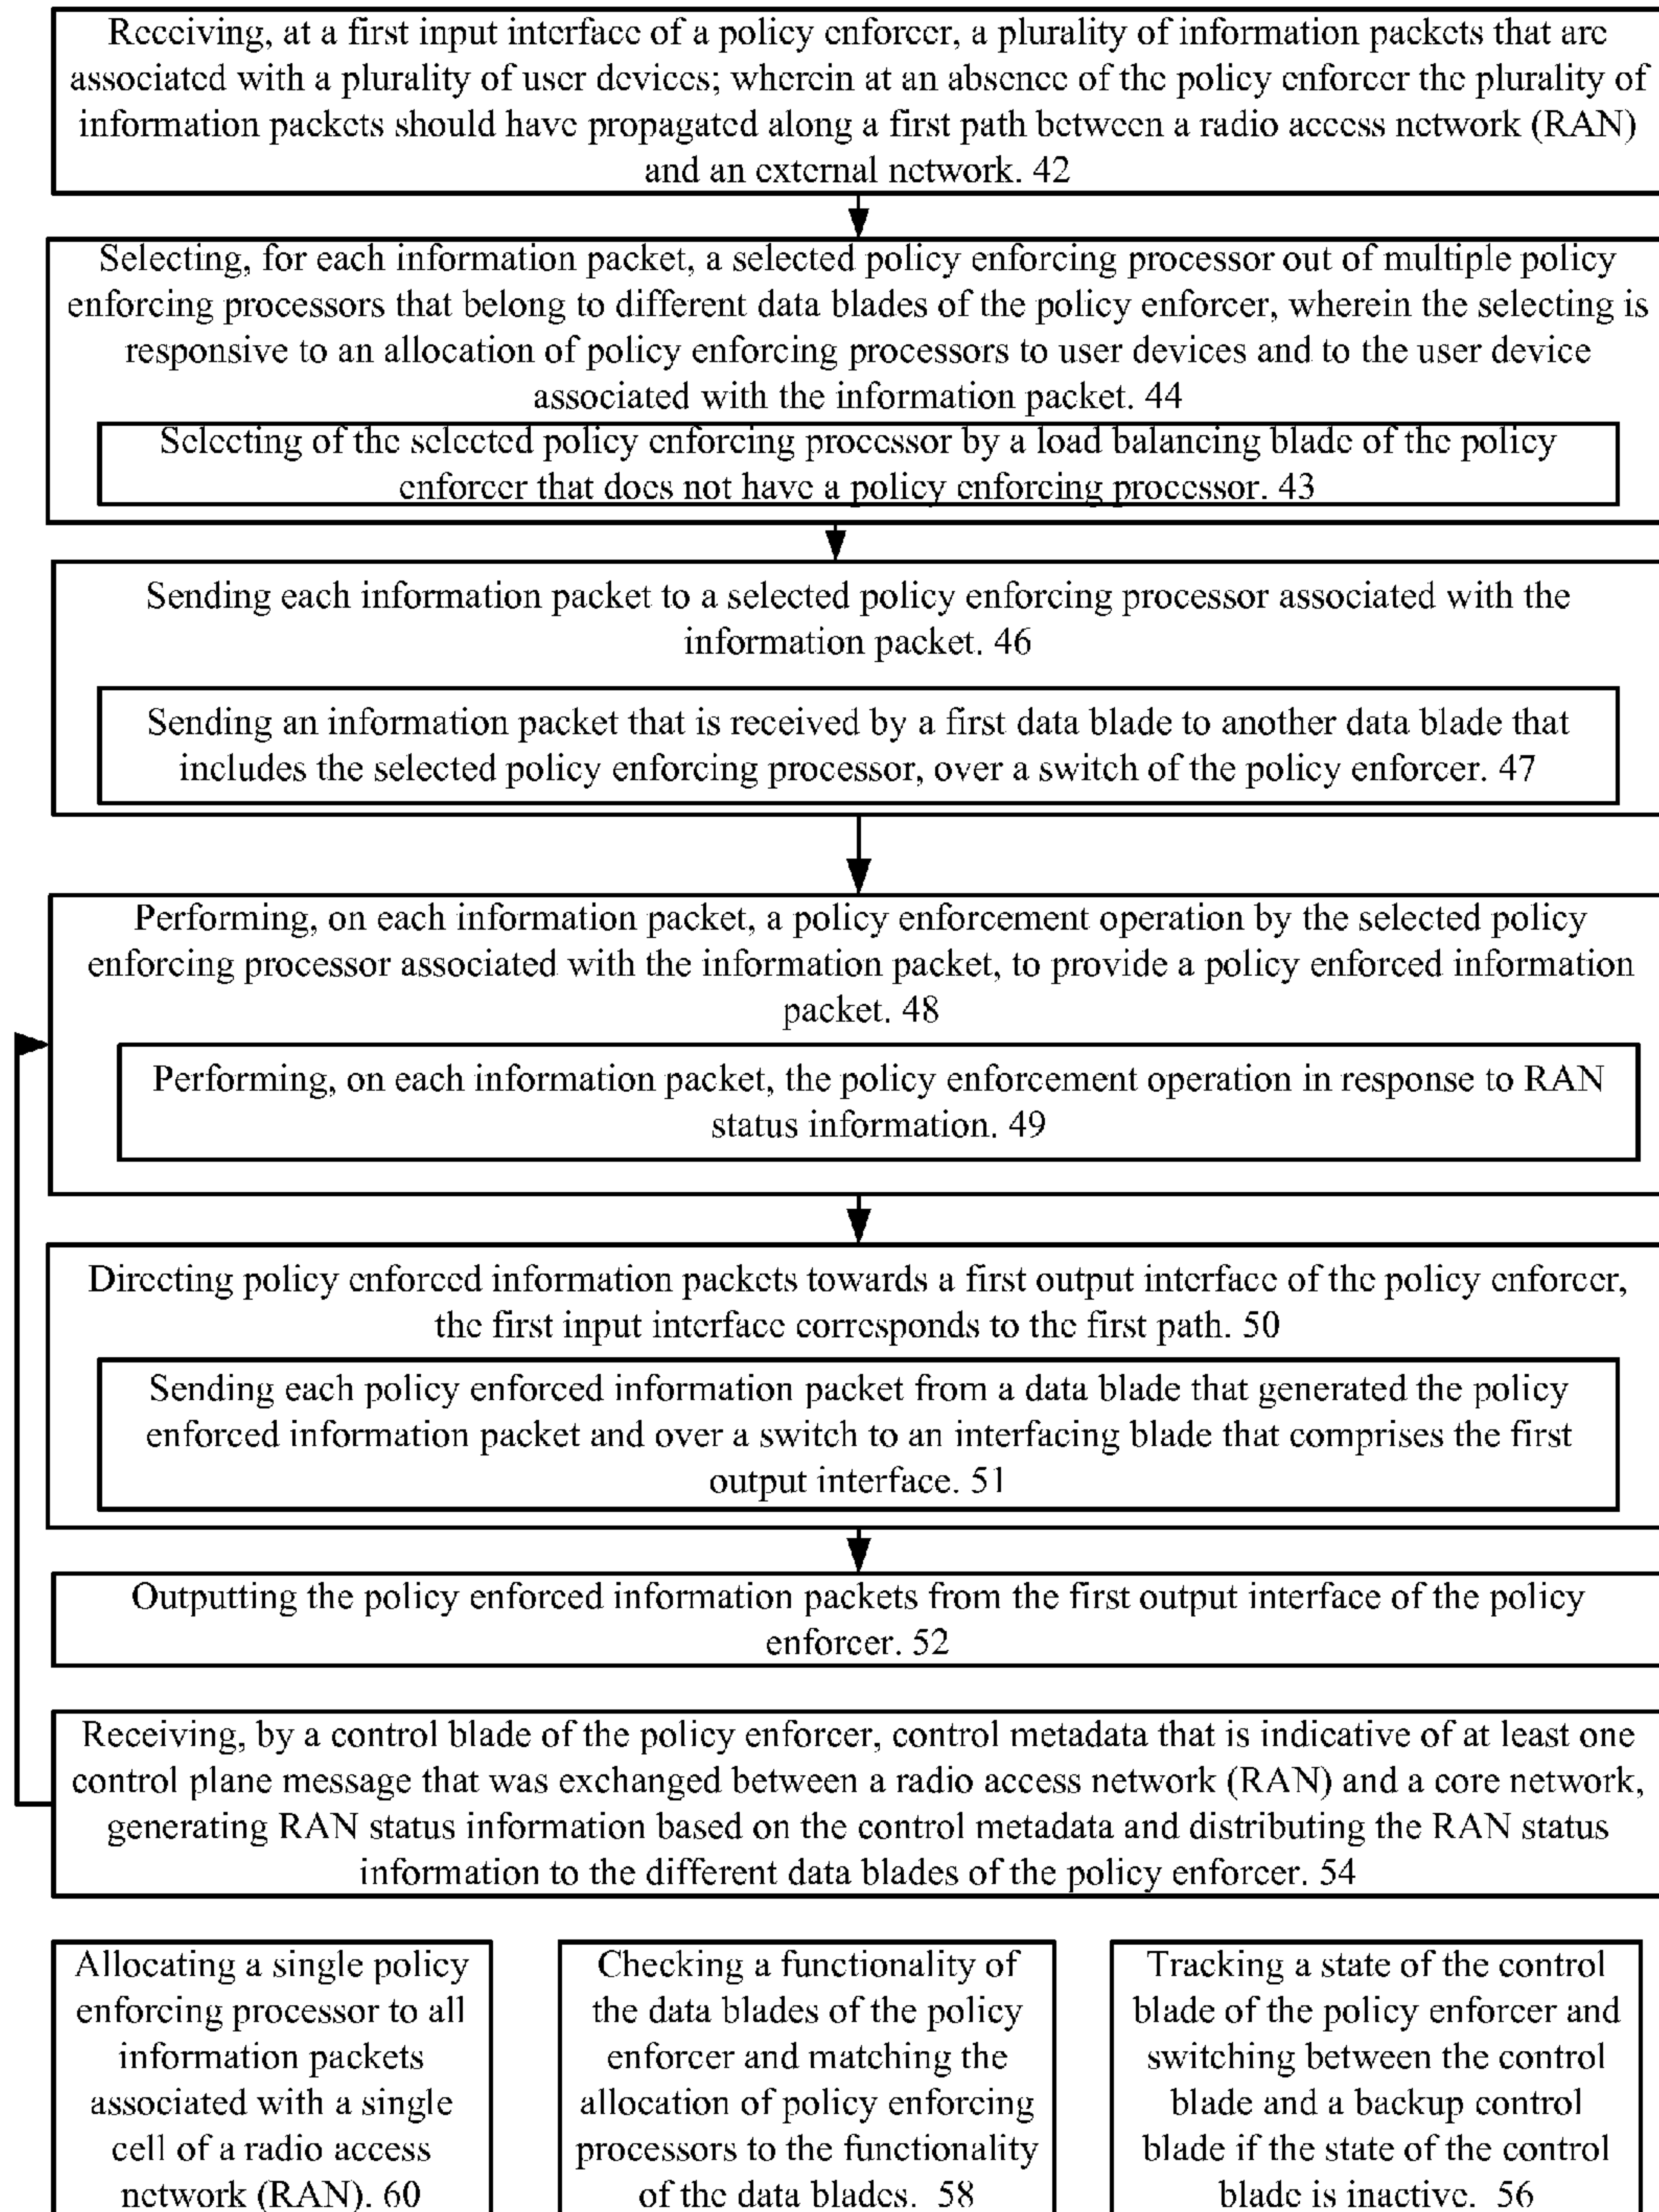 Receiving, at a first input interface of a policy enforcer, a plurality of information packets that are
associated with a plurality of user devices; wherein at an absence of the policy enforcer the plurality of
information packets should have propagated along a first path between a radio access network (RAN)
and an external network. 42
Selecting, for each information packet, a selected policy enforcing processor out of multiple policy
enforcing processors that belong to different data blades of the policy enforcer, wherein the selecting is
responsive to an allocation of policy enforcing processors to user devices and to the user device
associated with the information packet. 44
Selecting of the selected policy enforcing processor by a load balancing blade of the policy
enforcer that does not have a policy enforcing processor. 43
Sending each information packet to a selected policy enforcing processor associated with the
information packet. 46
Sending an information packet that is received by a first data blade to another data blade that
includes the selected policy enforcing processor, over a switch of the policy enforcer. 47
Performing, on each information packet, a policy enforcement operation by the selected policy
enforcing processor associated with the information packet, to provide a policy enforced information
packet. 48
Performing, on each information packet, the policy enforcement operation in response to RAN
status information. 49
Directing policy enforced information packets towards a first output interface of the policy enforcer,
the first input interface corresponds to the first path. 50
Sending each policy enforced information packet from a data blade that generated the policy
enforced information packet and over a switch to an interfacing blade that comprises the first
output interface. 51
Outputting the policy enforced information packets from the first output interface of the policy
enforcer. 52
Receiving, by a control blade of the policy enforcer, control metadata that is indicative of at least one
control plane message that was exchanged between a radio access network (RAN) and a core network,
generating RAN status information based on the control metadata and distributing the RAN status
information to the different data blades of the policy enforcer. 54
Allocating a single policy
enforcing processor to all
information packets
associated with a single
cell of a radio access
network (RAN). 60
Checking a functionality of
the data blades of the policy
enforcer and matching the
allocation of policy enforcing
processors to the functionality
of the data blades. 58
Tracking a state of the control
blade of the policy enforcer and
switching between the control
blade and a backup control
blade if the state of the control
blade is inactive. 56